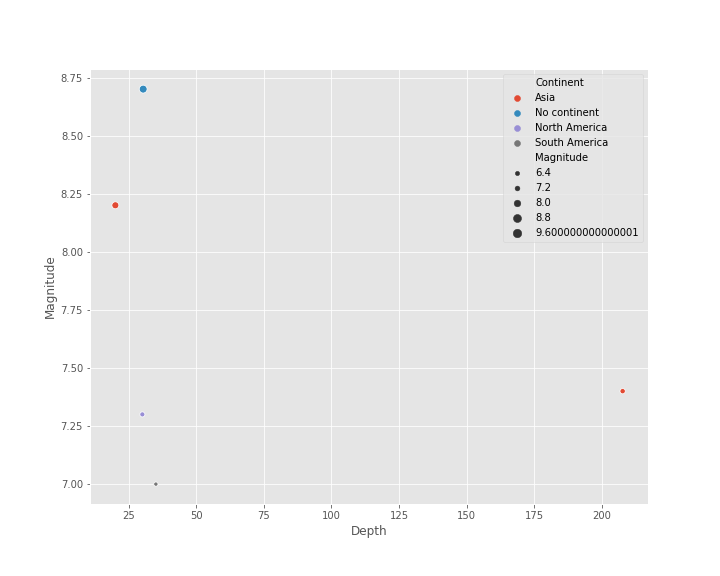 8.75
8.50
8.25
8.00
7.75
7.50
7.25
7.00
Magnitude
Continent
Asia
No continent
North America
South America
Magnitude
6.4
7.2
8.0
8.8
9.600000000000001
25 50 75 100 125 150 175 200
Depth